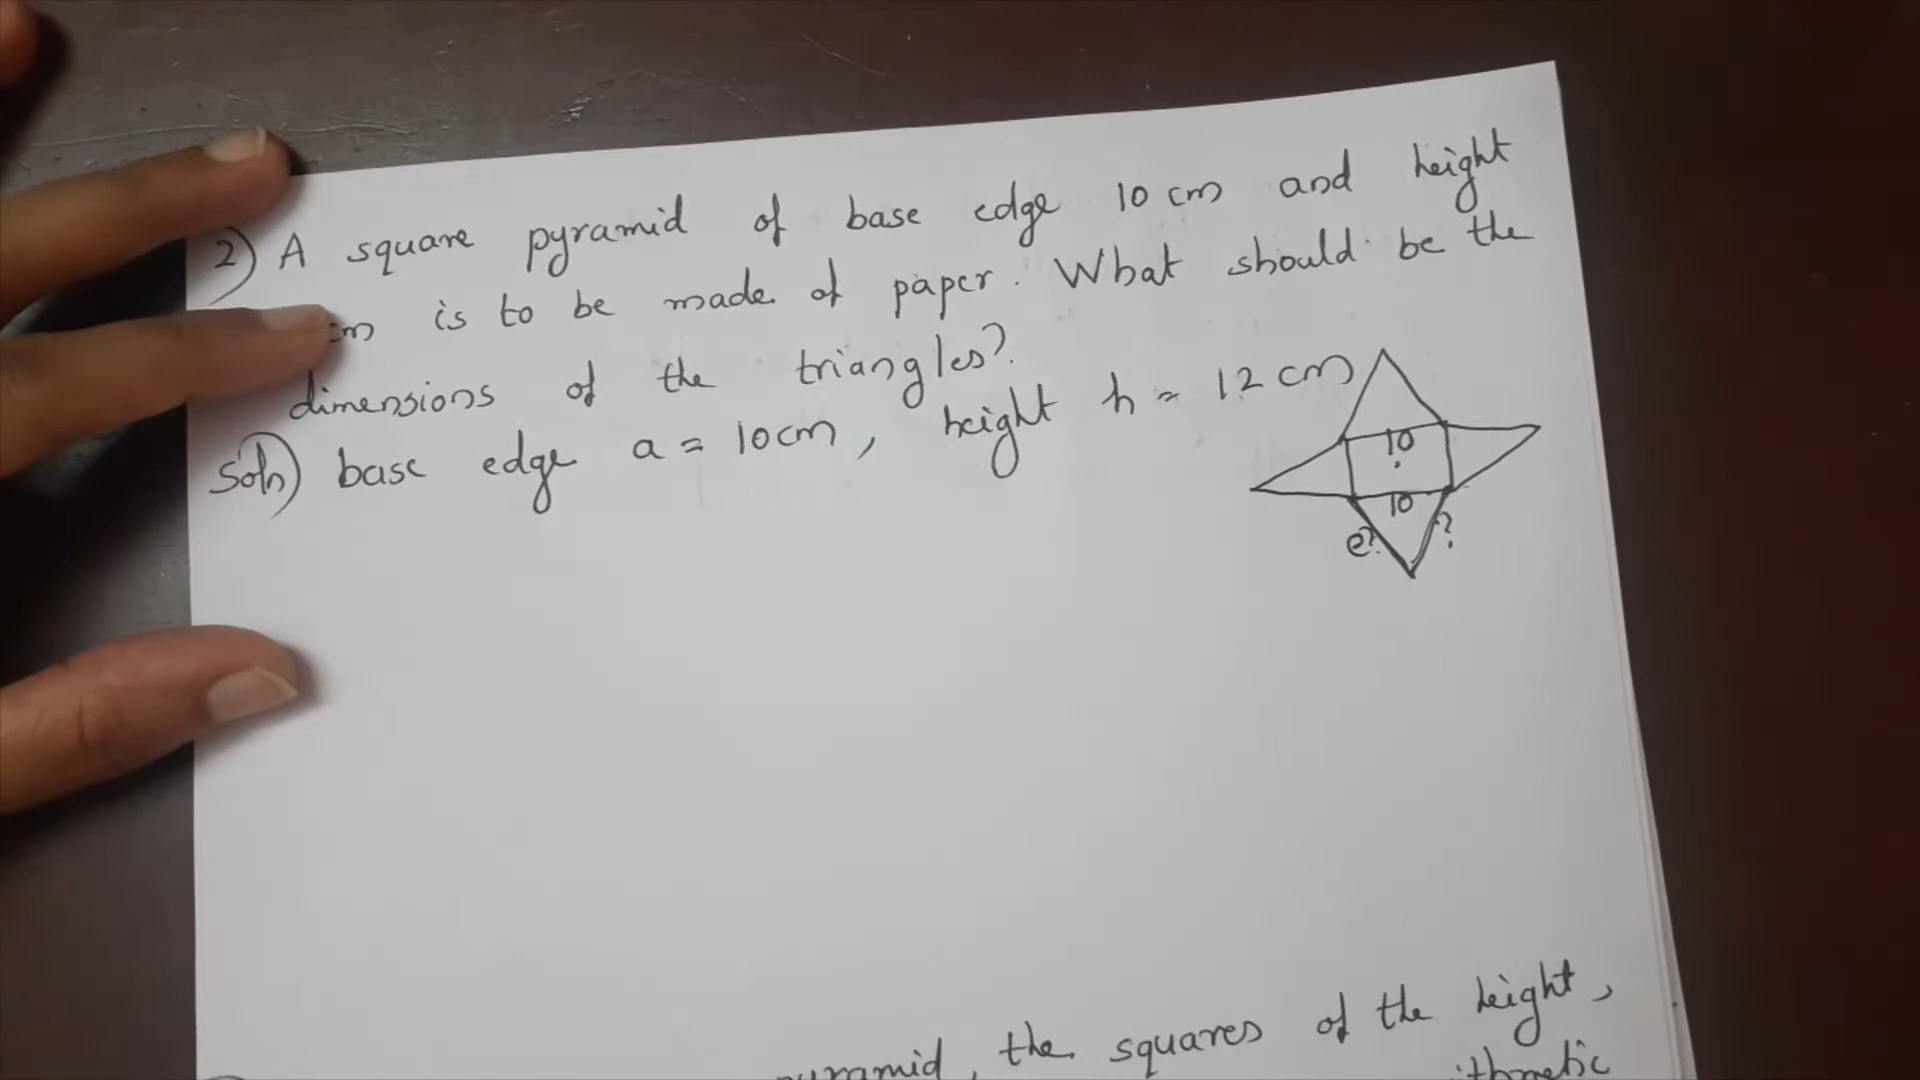 2) A square pyramid of base edge 10 cm and height
cm is to be made of paper. What should be the
dimensions of the triangles?
Soln) base edge a = 10cm, height h = 12 cm
10
10
e?
?
pyramid, the squares of the height,